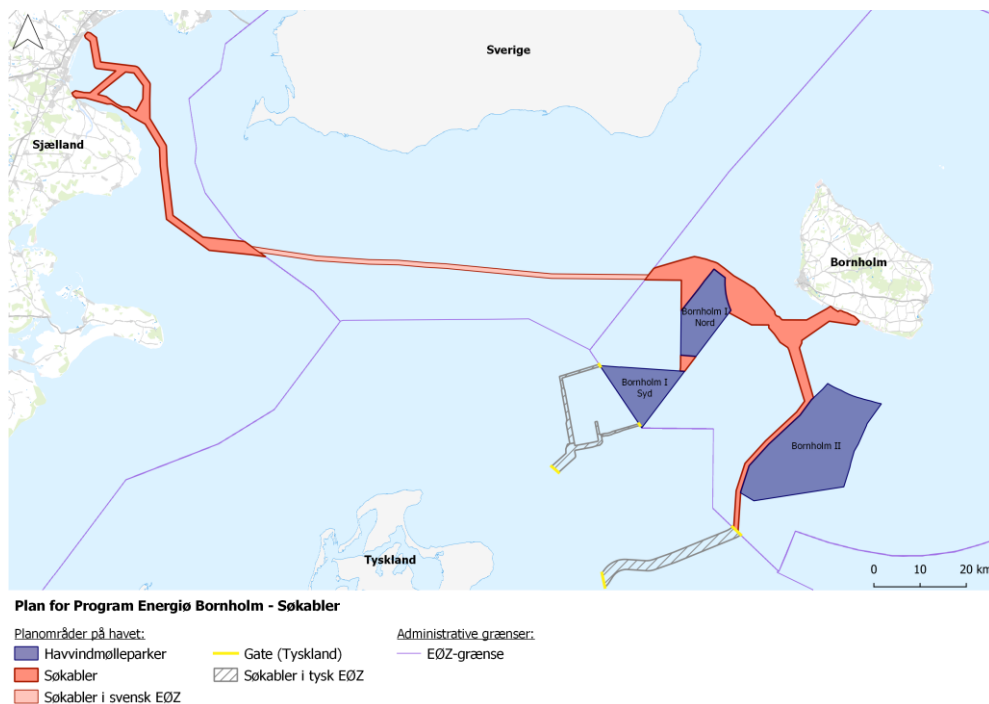 Sverige
Sjælland
Bornholm
Bornholm I
Nord
Bornholm I
Syd
Bornholm II
Tyskland
0 10 20 km
Plan for Program Energiø Bornholm - Søkabler
Planområder på havet:
Havvindmølleparker
Søkabler
Søkabler i svensk EØZ
Gate (Tyskland)
Søkabler i tysk EØZ
Administrative grænser:
EØZ-grænse